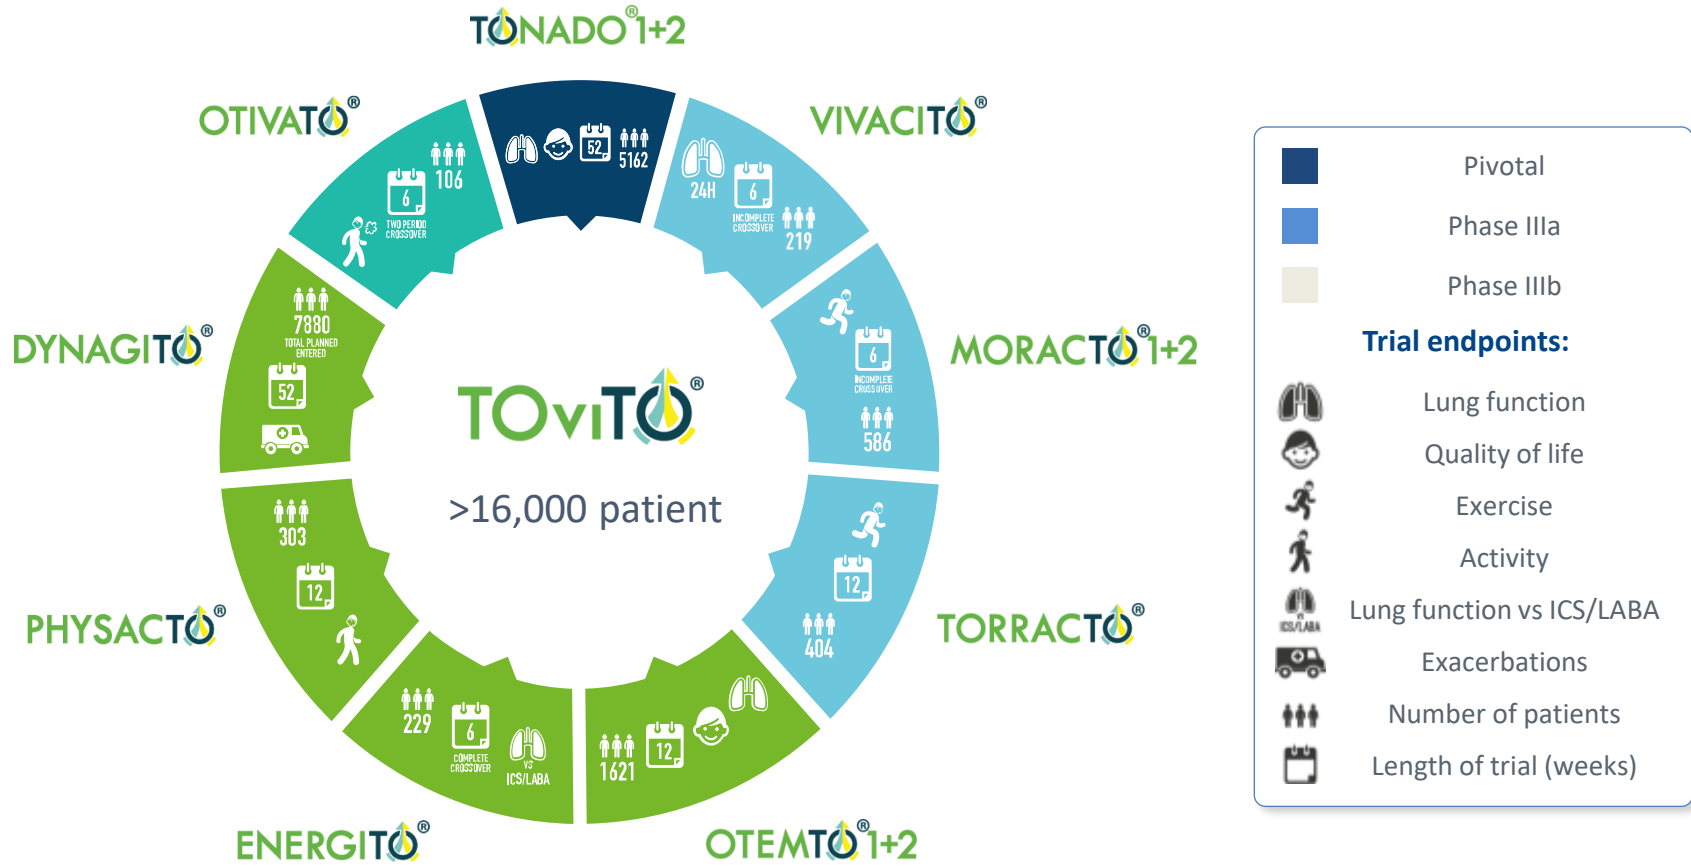 TONADO®1+2
52
5162
VIVACITO®
24H
6
INCOMPLETE
CROSSOVER
219
MORACTO®1+2
6
INCOMPLETE
CROSSOVER
586
TORRACTO®
12
404
OTEMTO®1+2
1621
12
ENERGITO®
229
6
COMPLETE
CROSSOVER
VS
ICS/LABA
PHYSACTO®
303
12
DYNAGITO®
7880
TOTAL PLANNED
ENTERED
52
OTIVATO®
106
6
TWO PERIOD
CROSSOVER
TOviTO®
>16,000 patient
Pivotal
Phase IIIa
Phase IIIb
Trial endpoints:
Lung function
Quality of life
Exercise
Activity
VS
ICS/LABA
Lung function vs ICS/LABA
Exacerbations
Number of patients
Length of trial (weeks)